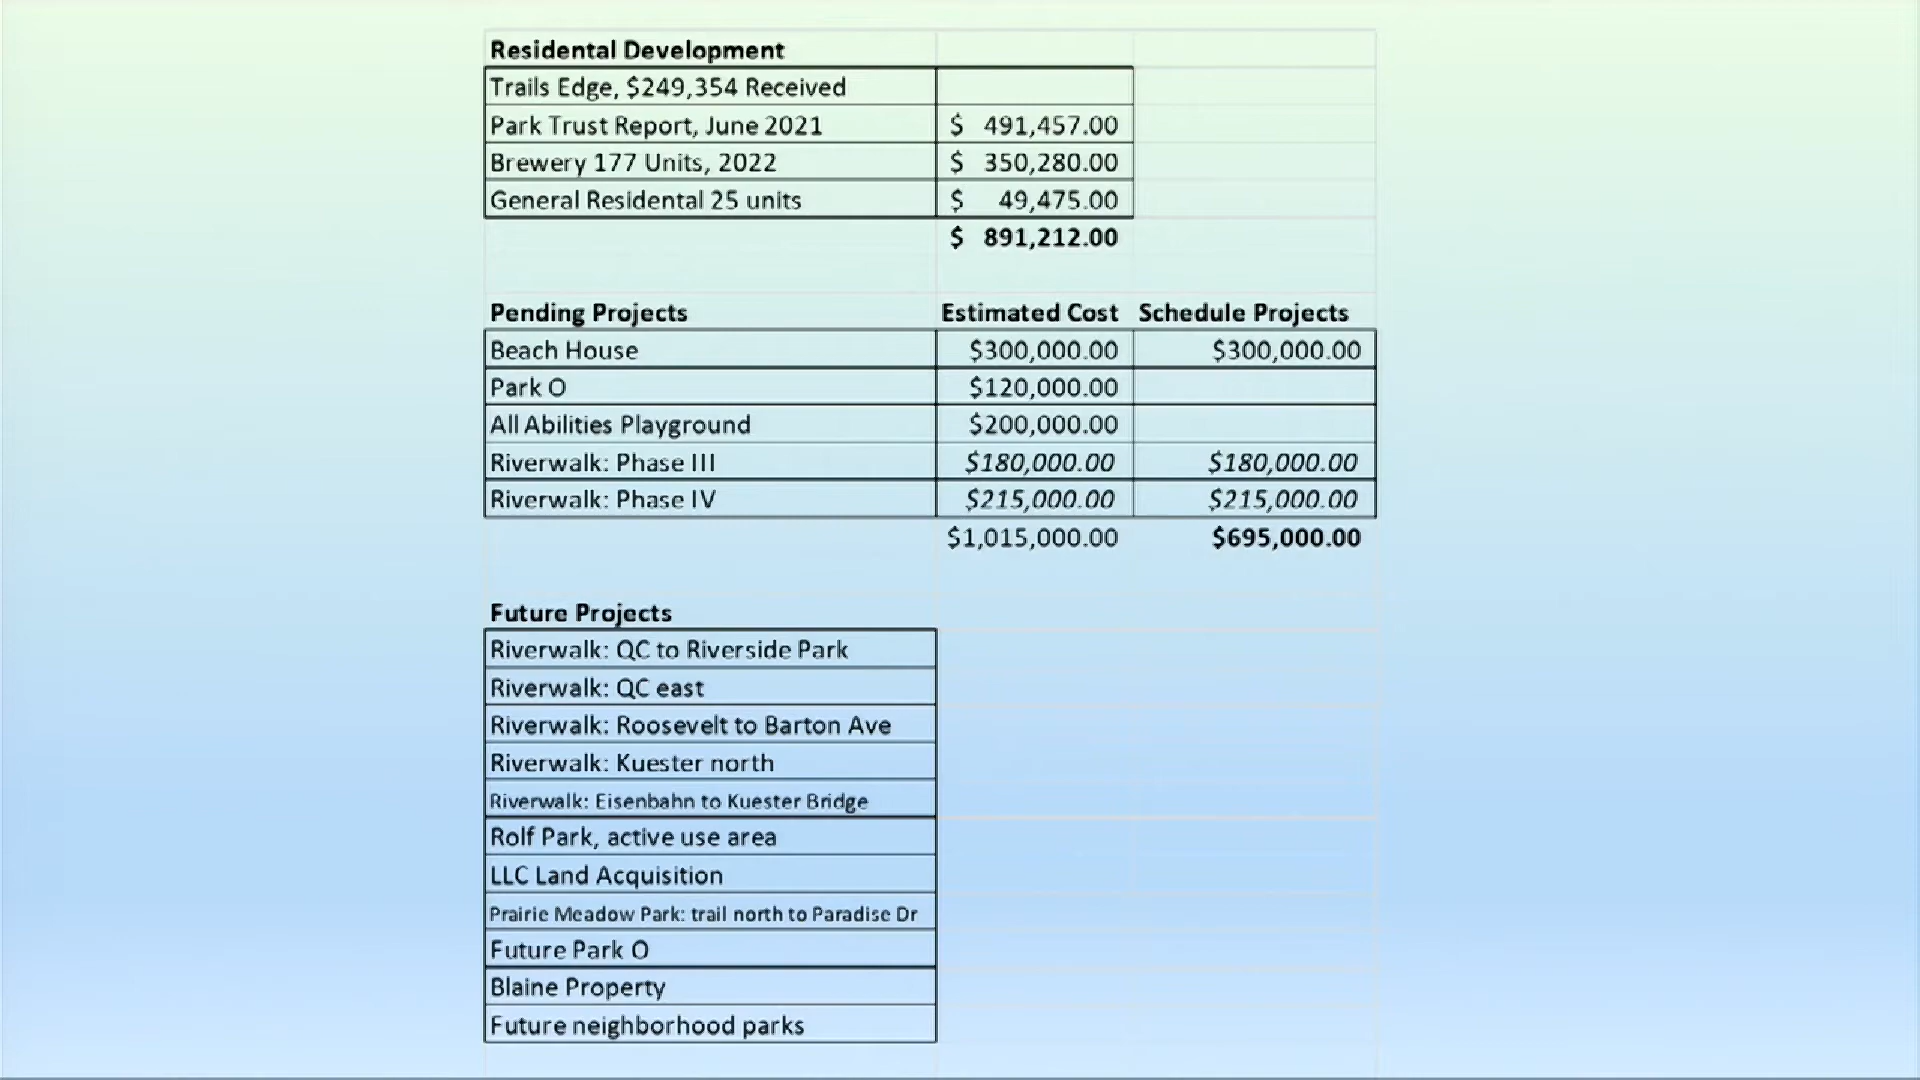 Residental Development
Trails Edge, $249,354 Received
Park Trust Report, June 2021 $ 491,457.00
Brewery 177 Units, 2022 $ 350,280.00
General Residental 25 units $ 49,475.00
$ 891,212.00
Pending Projects Estimated Cost Schedule Projects
Beach House $300,000.00 $300,000.00
Park O $120,000.00
All Abilities Playground $200,000.00
Riverwalk: Phase III $180,000.00 $180,000.00
Riverwalk: Phase IV $215,000.00 $215,000.00
$1,015,000.00 $695,000.00
Future Projects
Riverwalk: QC to Riverside Park
Riverwalk: QC east
Riverwalk: Roosevelt to Barton Ave
Riverwalk: Kuester north
Riverwalk: Eisenbahn to Kuester Bridge
Rolf Park, active use area
LLC Land Acquisition
Prairie Meadow Park: trail north to Paradise Dr
Future Park O
Blaine Property
Future neighborhood parks